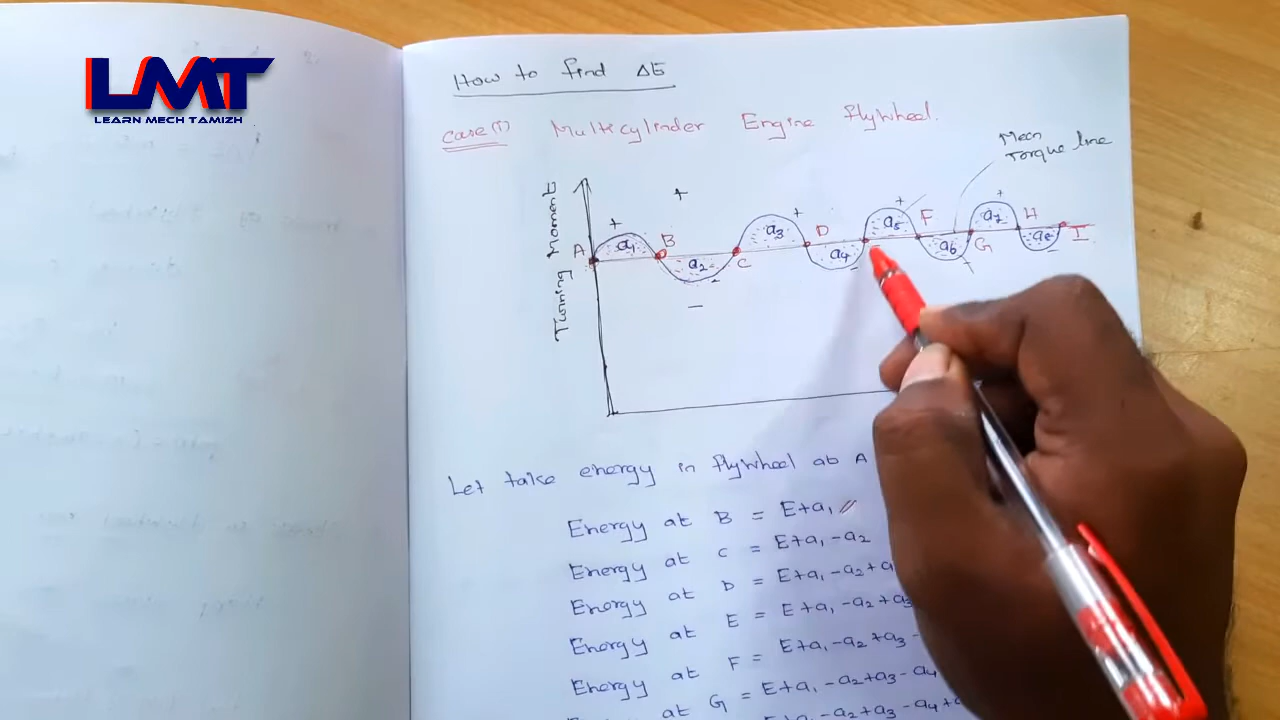 LMT
LEARN MECH TAMIZH
How to find ΔE
Case (i) Multicylinder Engine Flywheel.
Mean
Torque line
Turning Moment
+
A + a1 B a2 - C a3 + D a4 - a5 + F a6 G a7 + H a8 - I
-
Let take energy in flywheel at A
Energy at B = E+a1 //
Energy at C = E+a1-a2
Energy at D = E+a1-a2+a
Energy at E = E+a1-a2+a3
Energy at F = E+a1-a2+a3-
Energy at G = E+a1-a2+a3-a4
-a2+a3-a4+